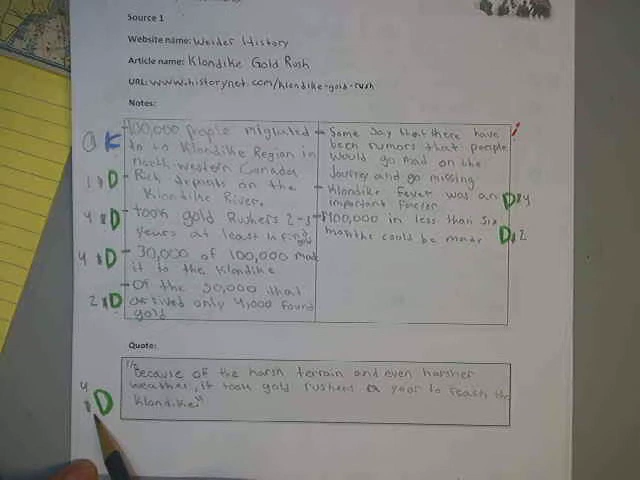 Source 1
Website name: Weider History
Article name: Klondike Gold Rush
URL: www.historynet.com/klondike-gold-rush
Notes:
100,000 people migrated
to to Klondike Region in
north-western Canada
Rich deposits on the
Klondike River.
took gold Rushers 2-3
years at least to find
gold
30,000 of 100,000 made
it to the Klondike
Of the 30,000 that
arrived only 4,000 found
gold
Some say that there have
been rumors that people
would go mad on the
journey and go missing.
Klondike Fever was an
important factor
$100,000 in less than six
months could be made
K
1 D
4 D
4 D
2 D
D 4
D 2
Quote:
"Because of the harsh terrain and even harsher
weather, it took gold rushers a year to reach the
Klondike"
4
D